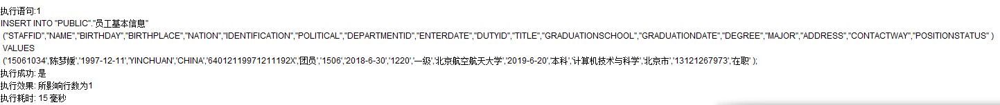 执行语句:1
INSERT INTO "PUBLIC"."员工基本信息"
("STAFFID","NAME","BIRTHDAY","BIRTHPLACE","NATION","IDENTIFICATION","POLITICAL","DEPARTMENTID","ENTERDATE","DUTYID","TITLE","GRADUATIONSCHOOL","GRADUATIONDATE","DEGREE","MAJOR","ADDRESS","CONTACTWAY","POSITIONSTATUS" )
VALUES
('15061034','陈梦媛','1997-12-11','YINCHUAN','CHINA','64012119971211192X','团员','1506','2018-6-30','1220','一级','北京航空航天大学','2019-6-20','本科','计算机技术与科学','北京市','13121267973','在职' );
执行成功: 是
执行效果: 所影响行数为1
执行耗时: 15 毫秒